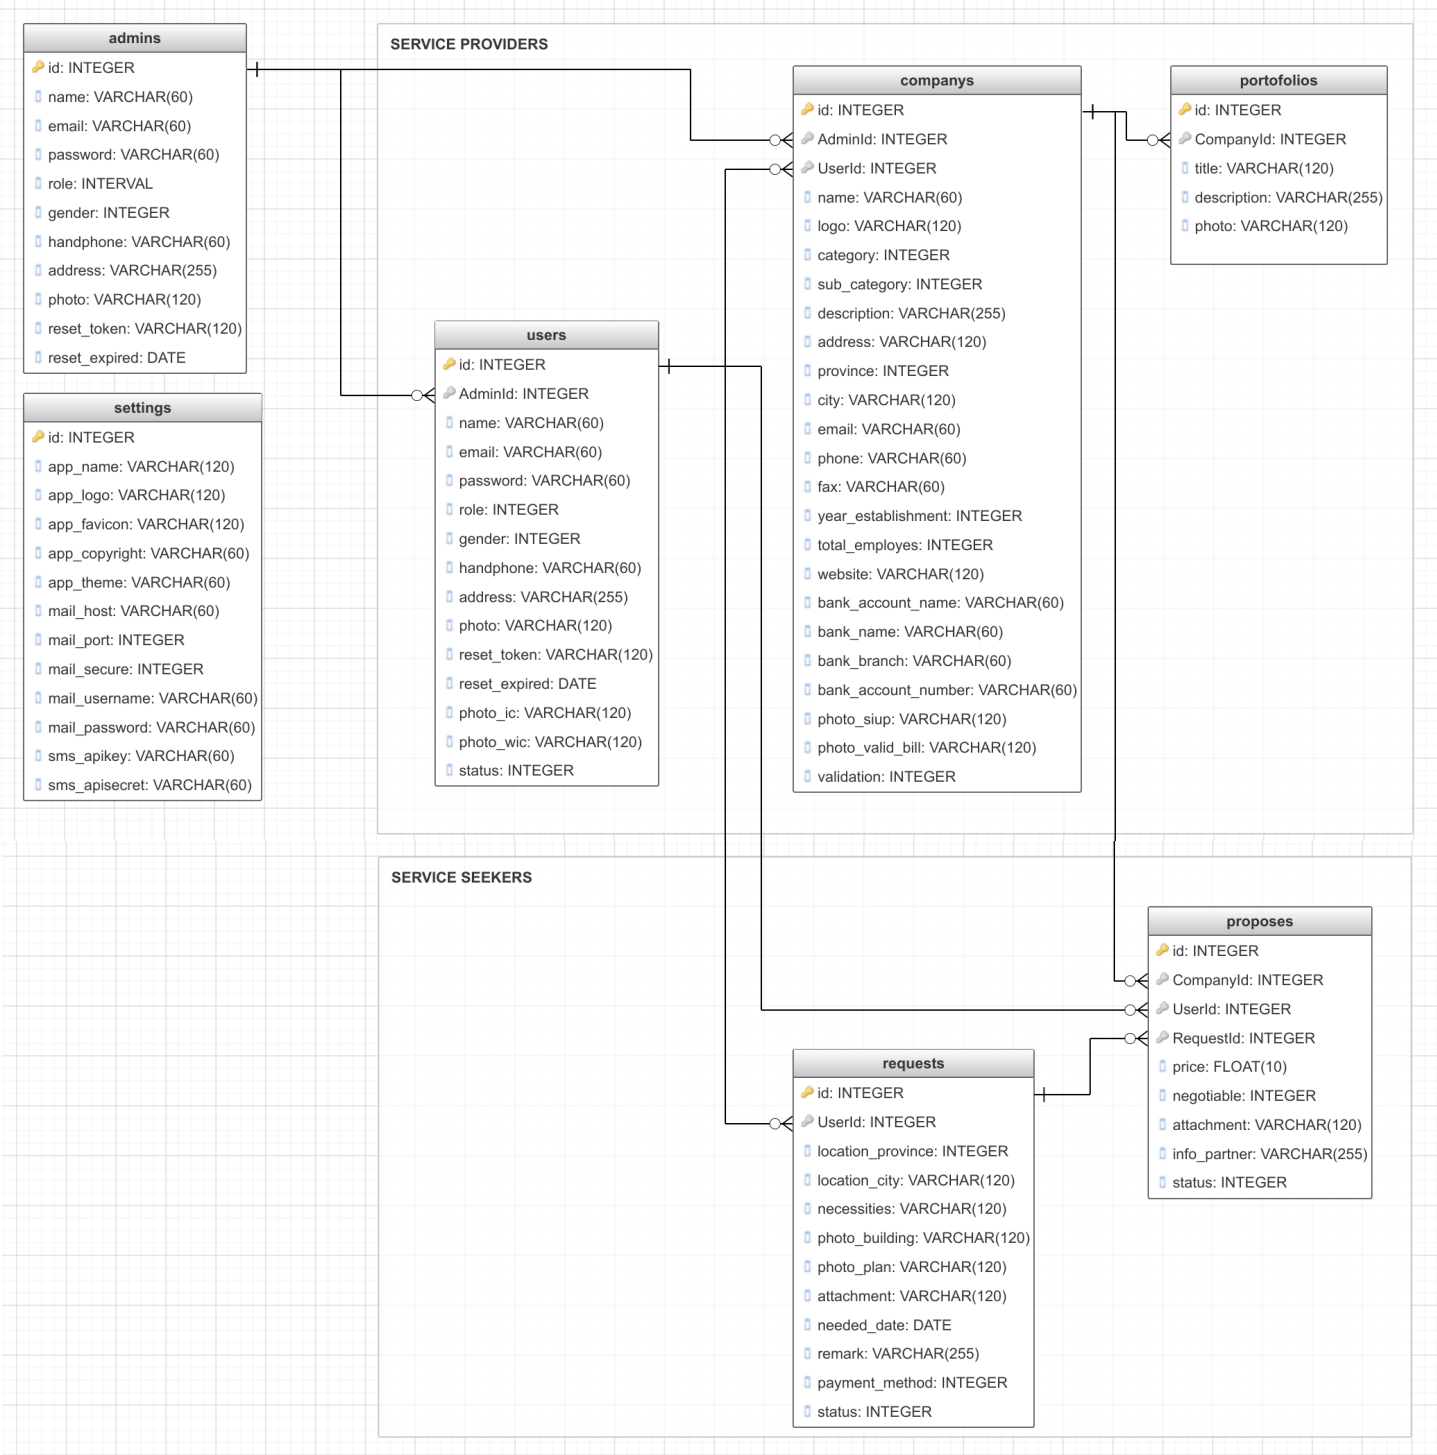 admins
id: INTEGER
name: VARCHAR(60)
email: VARCHAR(60)
password: VARCHAR(60)
role: INTERVAL
gender: INTEGER
handphone: VARCHAR(60)
address: VARCHAR(255)
photo: VARCHAR(120)
reset_token: VARCHAR(120)
reset_expired: DATE
settings
id: INTEGER
app_name: VARCHAR(120)
app_logo: VARCHAR(120)
app_favicon: VARCHAR(120)
app_copyright: VARCHAR(60)
app_theme: VARCHAR(60)
mail_host: VARCHAR(60)
mail_port: INTEGER
mail_secure: INTEGER
mail_username: VARCHAR(60)
mail_password: VARCHAR(60)
sms_apikey: VARCHAR(60)
sms_apisecret: VARCHAR(60)
SERVICE PROVIDERS
users
id: INTEGER
AdminId: INTEGER
name: VARCHAR(60)
email: VARCHAR(60)
password: VARCHAR(60)
role: INTEGER
gender: INTEGER
handphone: VARCHAR(60)
address: VARCHAR(255)
photo: VARCHAR(120)
reset_token: VARCHAR(120)
reset_expired: DATE
photo_ic: VARCHAR(120)
photo_wic: VARCHAR(120)
status: INTEGER
companys
id: INTEGER
AdminId: INTEGER
UserId: INTEGER
name: VARCHAR(60)
logo: VARCHAR(120)
category: INTEGER
sub_category: INTEGER
description: VARCHAR(255)
address: VARCHAR(120)
province: INTEGER
city: VARCHAR(120)
email: VARCHAR(60)
phone: VARCHAR(60)
fax: VARCHAR(60)
year_establishment: INTEGER
total_employes: INTEGER
website: VARCHAR(120)
bank_account_name: VARCHAR(60)
bank_name: VARCHAR(60)
bank_branch: VARCHAR(60)
bank_account_number: VARCHAR(60)
photo_siup: VARCHAR(120)
photo_valid_bill: VARCHAR(120)
validation: INTEGER
portofolios
id: INTEGER
CompanyId: INTEGER
title: VARCHAR(120)
description: VARCHAR(255)
photo: VARCHAR(120)
SERVICE SEEKERS
requests
id: INTEGER
UserId: INTEGER
location_province: INTEGER
location_city: VARCHAR(120)
necessities: VARCHAR(120)
photo_building: VARCHAR(120)
photo_plan: VARCHAR(120)
attachment: VARCHAR(120)
needed_date: DATE
remark: VARCHAR(255)
payment_method: INTEGER
status: INTEGER
proposes
id: INTEGER
CompanyId: INTEGER
UserId: INTEGER
RequestId: INTEGER
price: FLOAT(10)
negotiable: INTEGER
attachment: VARCHAR(120)
info_partner: VARCHAR(255)
status: INTEGER